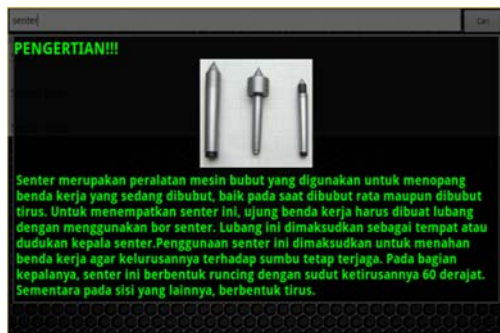 senter
Cari
PENGERTIAN!!!
Senter merupakan peralatan mesin bubut yang digunakan untuk menopang
benda kerja yang sedang dibubut, baik pada saat dibubut rata maupun dibubut
tirus. Untuk menempatkan senter ini, ujung benda kerja harus dibuat lubang
dengan menggunakan bor senter. Lubang ini dimaksudkan sebagai tempat atau
dudukan kepala senter.Penggunaan senter ini dimaksudkan untuk menahan
benda kerja agar kelurusannya terhadap sumbu tetap terjaga. Pada bagian
kepalanya, senter ini berbentuk runcing dengan sudut ketirusannya 60 derajat.
Sementara pada sisi yang lainnya, berbentuk tirus.